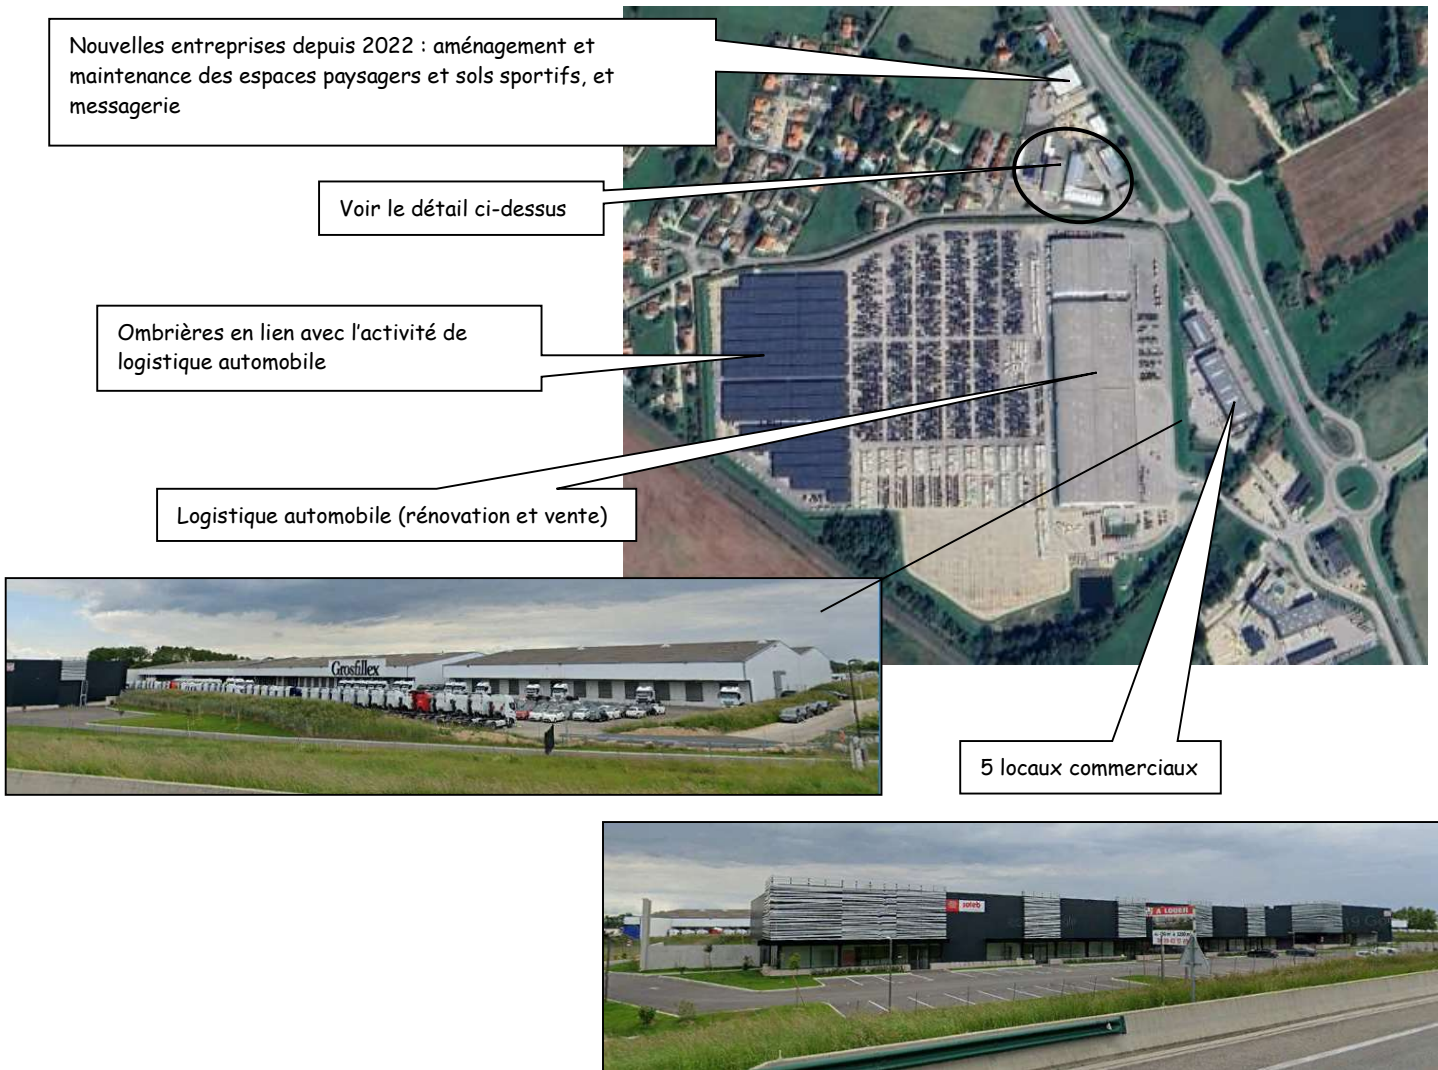 Nouvelles entreprises depuis 2022 : aménagement et
maintenance des espaces paysagers et sols sportifs, et
messagerie
Voir le détail ci-dessus
Ombrières en lien avec l'activité de
logistique automobile
Logistique automobile (rénovation et vente)
Grosfillex
5 locaux commerciaux
A LOUER